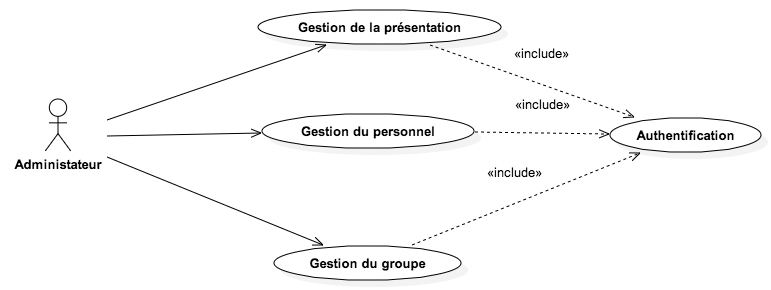 Gestion de la présentation
«include»
«include»
Gestion du personnel
Authentification
Administateur
«include»
Gestion du groupe